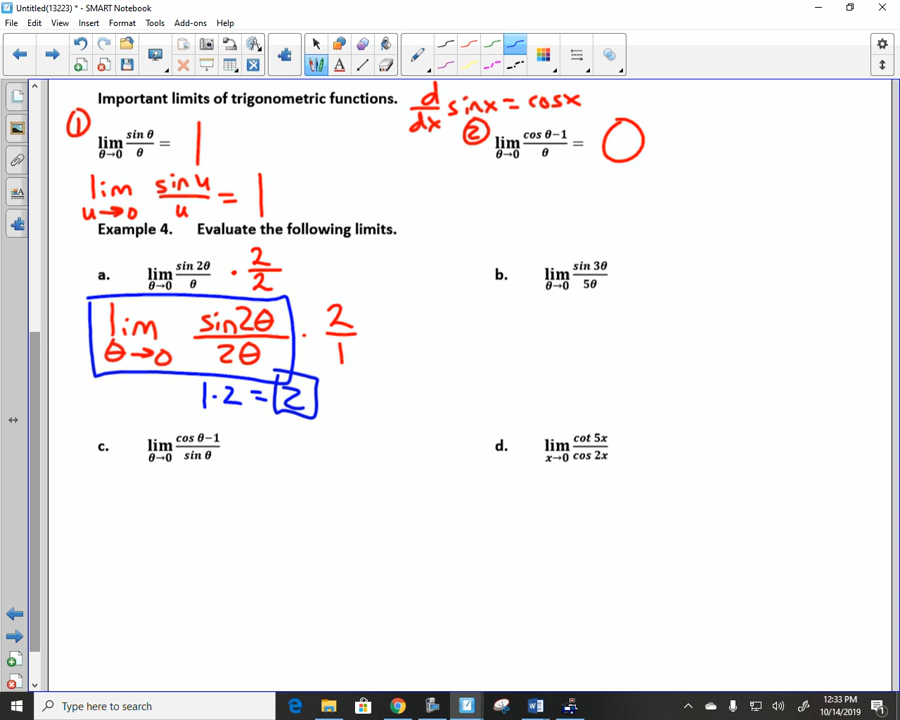 Untitled(13223) * - SMART Notebook
File Edit View Insert Format Tools Add-ons Help
Important limits of trigonometric functions.
d/dx sinx = cosx
① lim θ→0 sin θ / θ = 1
② lim θ→0 cos θ−1 / θ = 0
lim u→0 sin u / u = 1
Example 4. Evaluate the following limits.
a. lim θ→0 sin 2θ / θ · 2/2
b. lim θ→0 sin 3θ / 5θ
lim θ→0 sin2θ / 2θ · 2/1
1·2 = 2
c. lim θ→0 cos θ−1 / sin θ
d. lim x→0 cot 5x / cos 2x
Type here to search
12:33 PM
10/14/2019